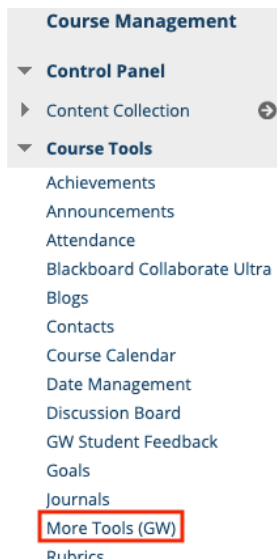 Course Management
Control Panel
Content Collection
Course Tools
Achievements
Announcements
Attendance
Blackboard Collaborate Ultra
Blogs
Contacts
Course Calendar
Date Management
Discussion Board
GW Student Feedback
Goals
Journals
More Tools (GW)
Rubrics